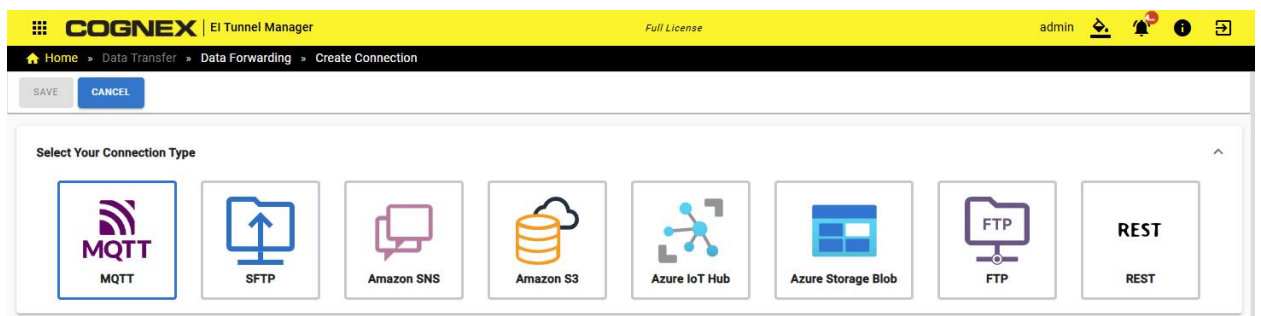 COGNEX EI Tunnel Manager Full License admin
Home » Data Transfer » Data Forwarding » Create Connection
SAVE CANCEL
Select Your Connection Type
MQTT
FTP
REST
MQTT SFTP Amazon SNS Amazon S3 Azure IoT Hub Azure Storage Blob FTP REST